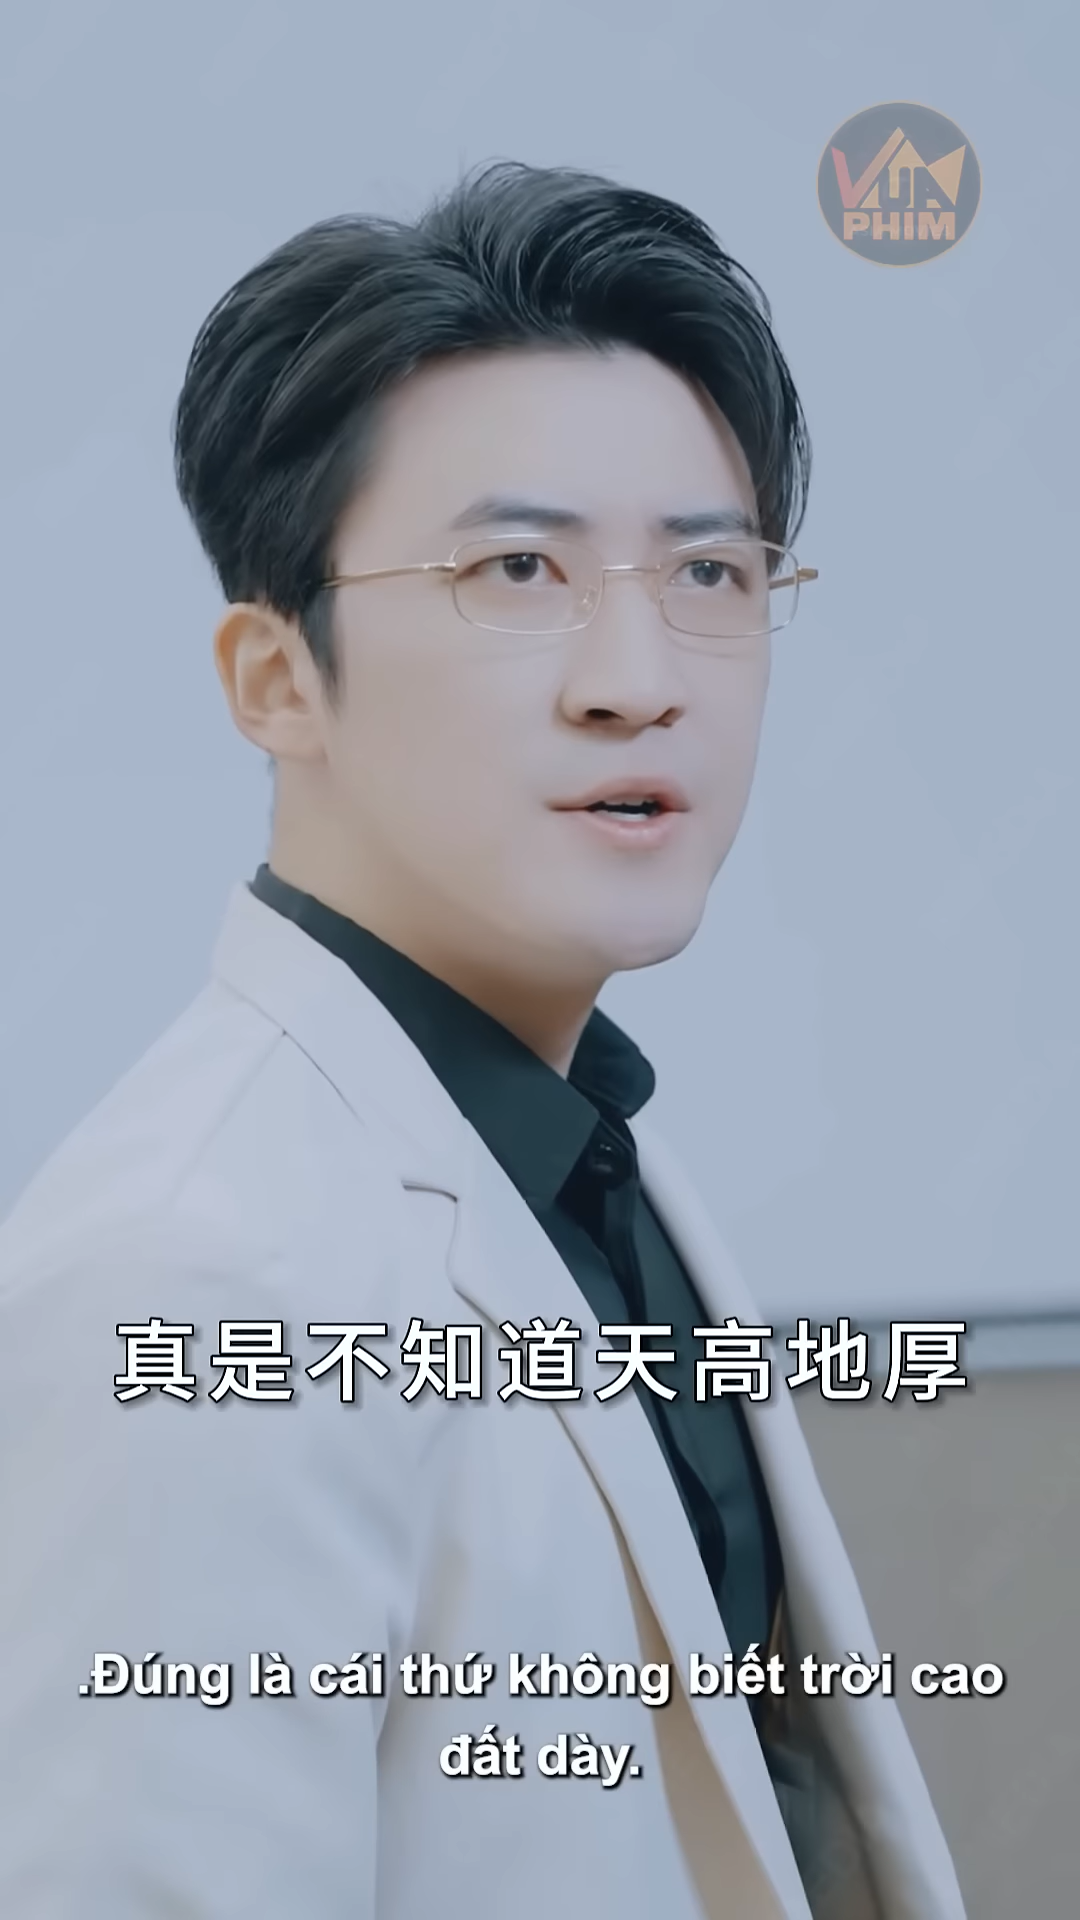 VUA
PHIM
真是不知道天高地厚
.Đúng là cái thứ không biết trời cao
đất dày.